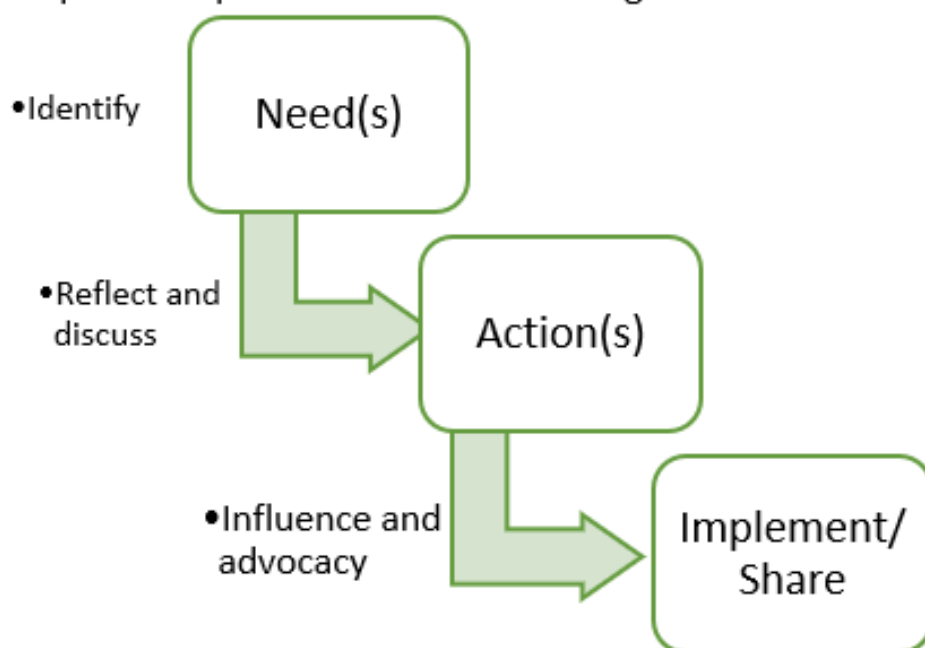 •Identify
Need(s)
•Reflect and
discuss
Action(s)
•Influence and
advocacy
Implement/
Share